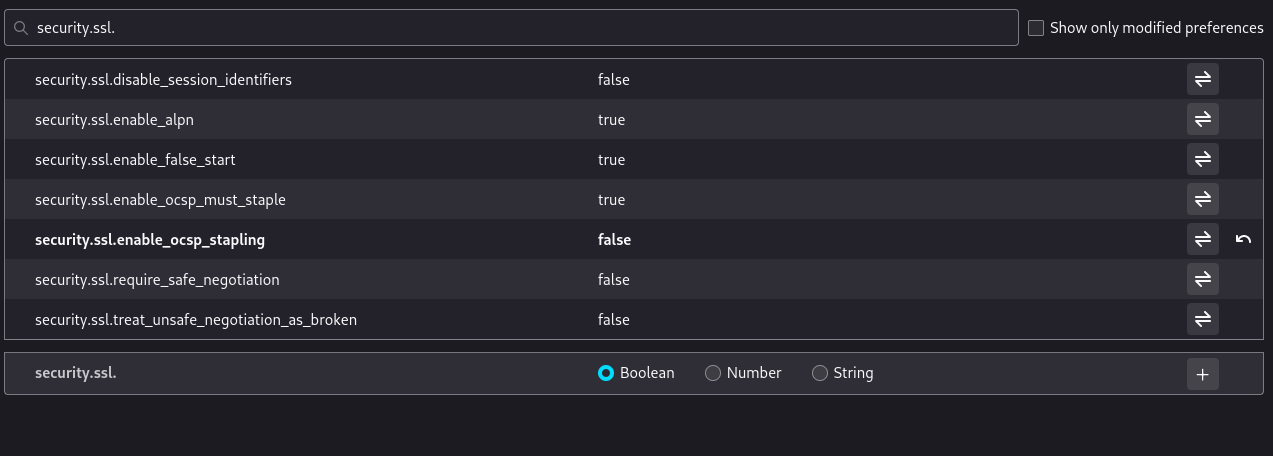 security.ssl.
Show only modified preferences
security.ssl.disable_session_identifiers false
security.ssl.enable_alpn true
security.ssl.enable_false_start true
security.ssl.enable_ocsp_must_staple true
security.ssl.enable_ocsp_stapling false
security.ssl.require_safe_negotiation false
security.ssl.treat_unsafe_negotiation_as_broken false
security.ssl. Boolean Number String